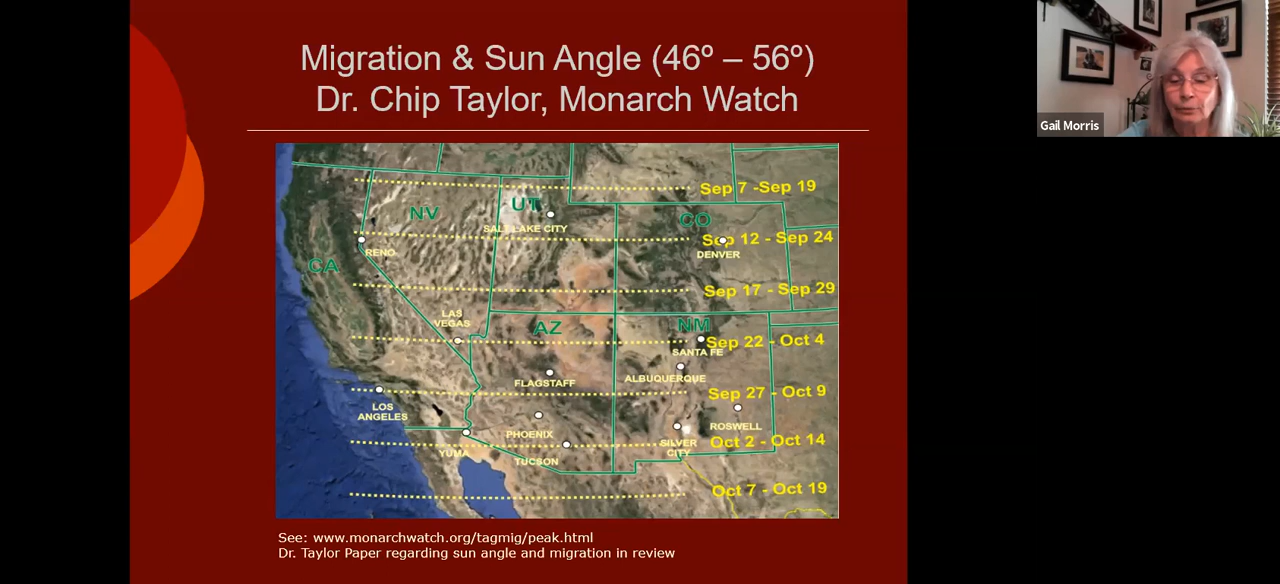 Migration & Sun Angle (46º – 56º)
Dr. Chip Taylor, Monarch Watch
Gail Morris
Sep 7 -Sep 19
UT
NV
CO
SALT LAKE CITY
Sep 12 - Sep 24
RENO
DENVER
CA
Sep 17 - Sep 29
LAS
VEGAS
AZ
NM
Sep 22 - Oct 4
SANTA FE
FLAGSTAFF
ALBUQUERQUE
Sep 27 - Oct 9
LOS
ANGELES
ROSWELL
PHOENIX
SILVER
CITY
Oct 2 - Oct 14
YUMA
TUCSON
Oct 7 - Oct 19
See: www.monarchwatch.org/tagmig/peak.html
Dr. Taylor Paper regarding sun angle and migration in review